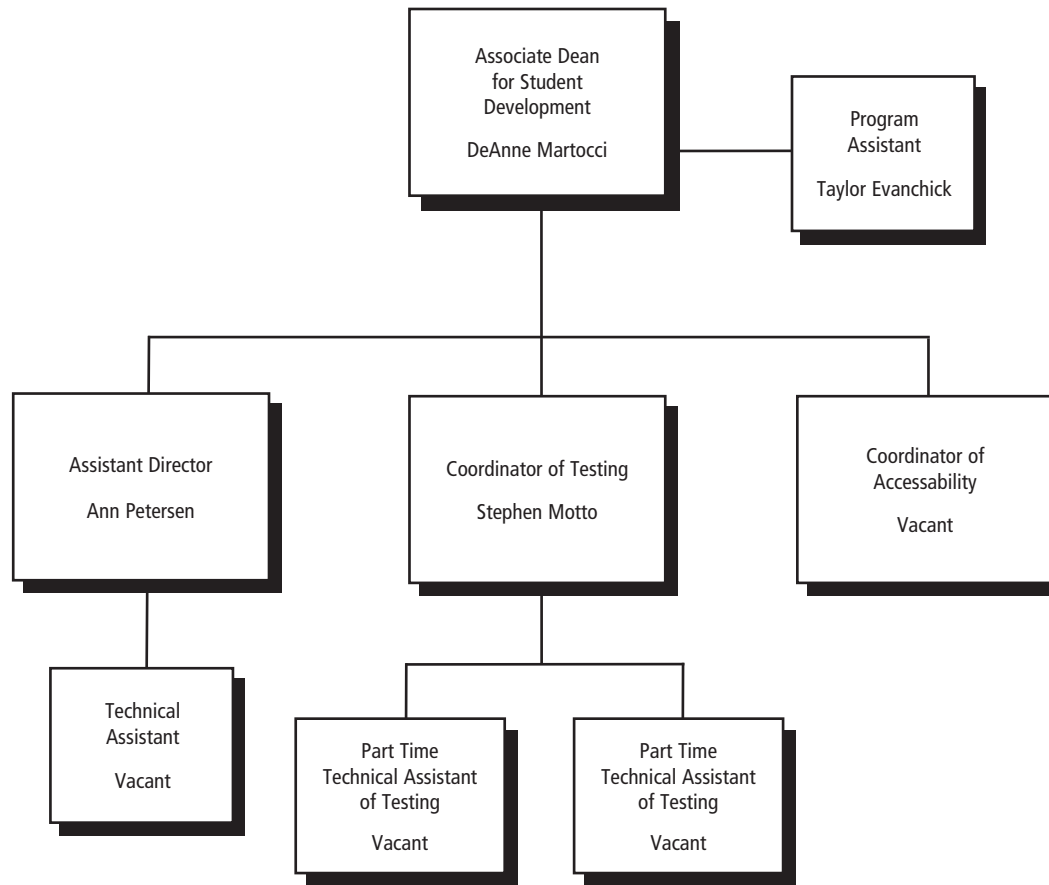 Associate Dean
for Student
Development
DeAnne Martocci
Program
Assistant
Taylor Evanchick
Assistant Director
Ann Petersen
Coordinator of Testing
Stephen Motto
Coordinator of
Accessability
Vacant
Technical
Assistant
Vacant
Part Time
Technical Assistant
of Testing
Vacant
Part Time
Technical Assistant
of Testing
Vacant